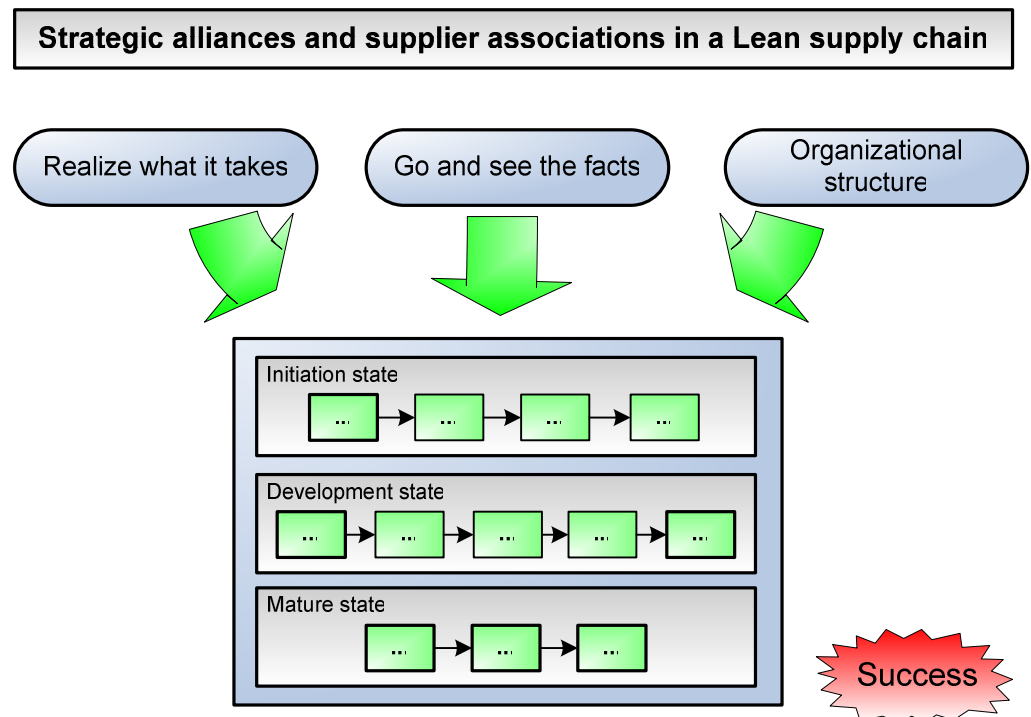 Strategic alliances and supplier associations in a Lean supply chain
Realize what it takes
Go and see the facts
Organizational
structure
Initiation state
... ... ... ...
Development state
... ... ... ... ...
Mature state
... ... ...
Success